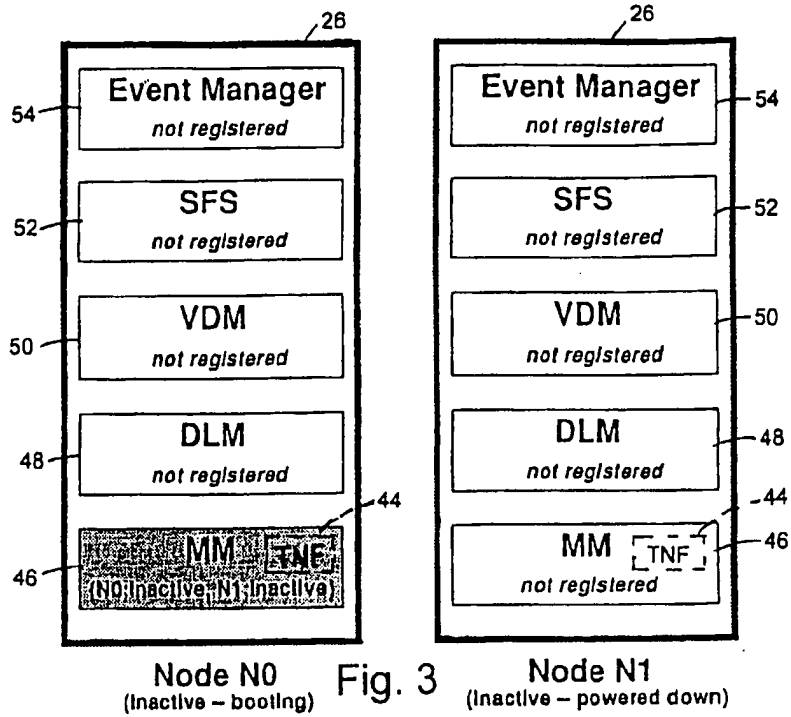 26
Event Manager
not registered
54
SFS
not registered
52
VDM
not registered
50
DLM
not registered
48
44
MM
TNF
46
(N0;Inactive; N1;Inactive)
Node N0
(Inactive – booting)
26
Event Manager
not registered
54
SFS
not registered
52
VDM
not registered
50
DLM
not registered
48
44
MM
TNF
46
not registered
Node N1
(Inactive – powered down)
Fig. 3